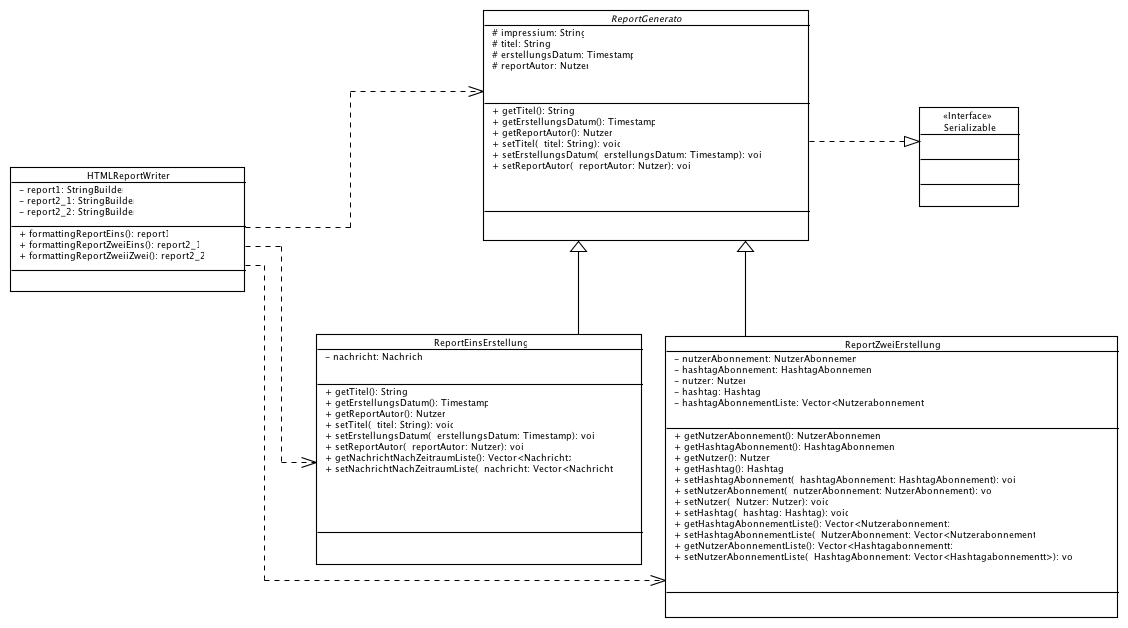 ReportGenerato
# impressium: String
# titel: String
# erstellungsDatum: Timestamp
# reportAutor: Nutzer
+ getTitel(): String
+ getErstellungsDatum(): Timestamp
+ getReportAutor(): Nutzer
+ setTitel( titel: String): void
+ setErstellungsDatum( erstellungsDatum: Timestamp): voi
+ setReportAutor( reportAutor: Nutzer): voi
«Interface»
Serializable
HTMLReportWriter
- report1: StringBuilde
- report2_1: StringBuilde
- report2_2: StringBuilde
+ formattingReportEins(): report1
+ formattingReportZweiEins(): report2_1
+ formattingReportZweiiZwei(): report2_2
ReportEinsErstellung
- nachricht: Nachrich
+ getTitel(): String
+ getErstellungsDatum(): Timestamp
+ getReportAutor(): Nutzer
+ setTitel( titel: String): void
+ setErstellungsDatum( erstellungsDatum: Timestamp): voi
+ setReportAutor( reportAutor: Nutzer): voi
+ getNachrichtNachZeitraumListe(): Vector<Nachricht>
+ setNachrichtNachZeitraumListe( nachricht: Vector<Nachricht
ReportZweiErstellung
- nutzerAbonnement: NutzerAbonnemen
- hashtagAbonnement: HashtagAbonnemen
- nutzer: Nutzer
- hashtag: Hashtag
- hashtagAbonnementListe: Vector<Nutzerabonnement
+ getNutzerAbonnement(): NutzerAbonnemen
+ getHashtagAbonnement(): HashtagAbonnemen
+ getNutzer(): Nutzer
+ getHashtag(): Hashtag
+ setHashtagAbonnement( hashtagAbonnement: HashtagAbonnement): voi
+ setNutzerAbonnement( nutzerAbonnement: NutzerAbonnement): vo
+ setNutzer( Nutzer: Nutzer): void
+ setHashtag( hashtag: Hashtag): void
+ getHashtagAbonnementListe(): Vector<Nutzerabonnement>
+ setHashtagAbonnementListe( NutzerAbonnement: Vector<Nutzerabonnement
+ getNutzerAbonnementListe(): Vector<Hashtagabonnementt>
+ setNutzerAbonnementListe( HashtagAbonnement: Vector<Hashtagabonnementt>): vo